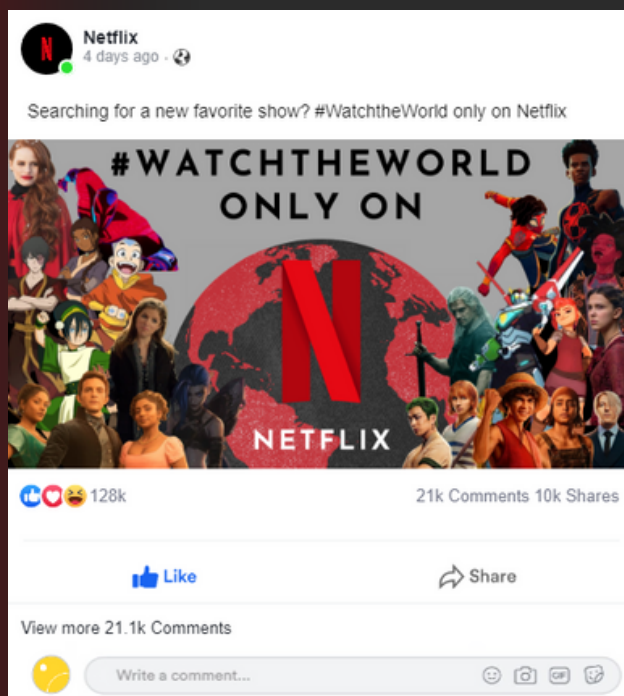 Netflix
4 days ago ·
Searching for a new favorite show? #WatchtheWorld only on Netflix
#WATCHTHEWORLD
ONLY ON
N
NETFLIX
128k
21k Comments 10k Shares
Like
Share
View more 21.1k Comments
Write a comment...
GIF